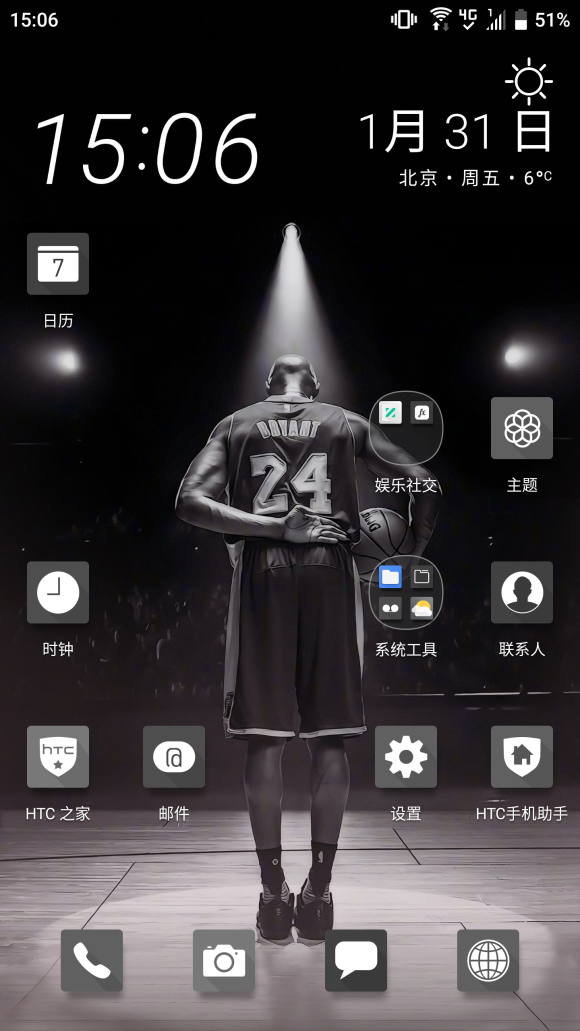 15:06
4G
1
51%
15:06
1月 31 日
北京・周五・6°C
7
日历
BRYANT
24
娱乐社交
主题
时钟
系统工具
联系人
htc
@
HTC 之家
邮件
设置
HTC手机助手